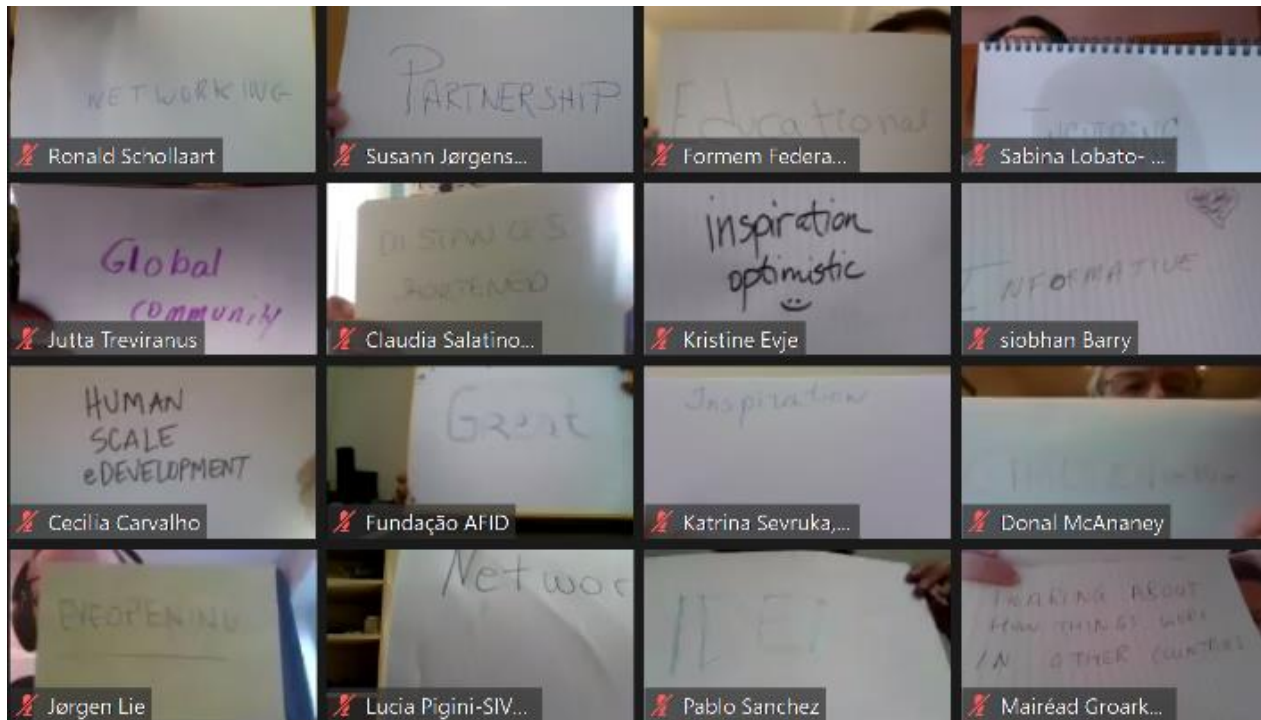 NETWORKING
Ronald Schollaart
PARTNERSHIP
Susann Jørgens...
Educational
Formem Federa...
Sabina Lobato- ...
Global
community
Jutta Treviranus
DISTANCES
Claudia Salatino...
inspiration
optimistic
Kristine Evje
INFORMATIVE
siobhan Barry
HUMAN
SCALE
eDEVELOPMENT
Cecilia Carvalho
Great
Fundação AFID
Inspiration
Katrina Sevruka,...
Donal McAnaney
EYEOPENING
Jørgen Lie
Networ
Lucia Pigini-SIV...
Pablo Sanchez
ABOUT
HOW THINGS WORK
IN OTHER COUNTRIES
Mairéad Groark...